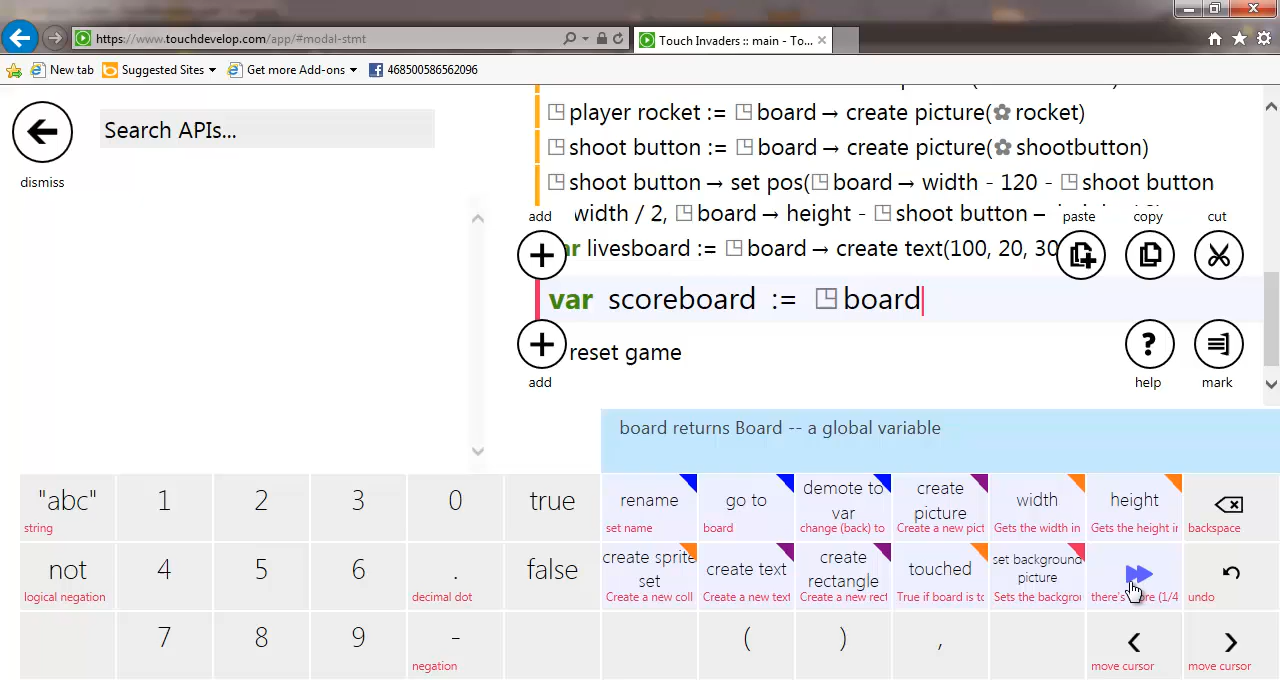 https://www.touchdevelop.com/app/#modal-stmt
Touch Invaders :: main - To...
New tab
Suggested Sites
Get more Add-ons
468500586562096
dismiss
Search APIs...
player rocket := board → create picture(rocket)
shoot button := board → create picture(shootbutton)
shoot button → set pos(board → width - 120 - shoot button
width / 2, board → height - shoot button –
livesboard := board → create text(100, 20, 30
var scoreboard := board
reset game
add
add
paste
copy
cut
help
mark
board returns Board -- a global variable
"abc" 1 2 3 0 true rename go to demote to var create picture width height
string set name board change (back) to Create a new pict Gets the width in Gets the height in backspace
not 4 5 6 . false create sprite set create text create rectangle touched set background picture
logical negation decimal dot Create a new coll Create a new text Create a new rect True if board is to Sets the backgrou undo
7 8 9 - ( ) ,
negation move cursor move cursor